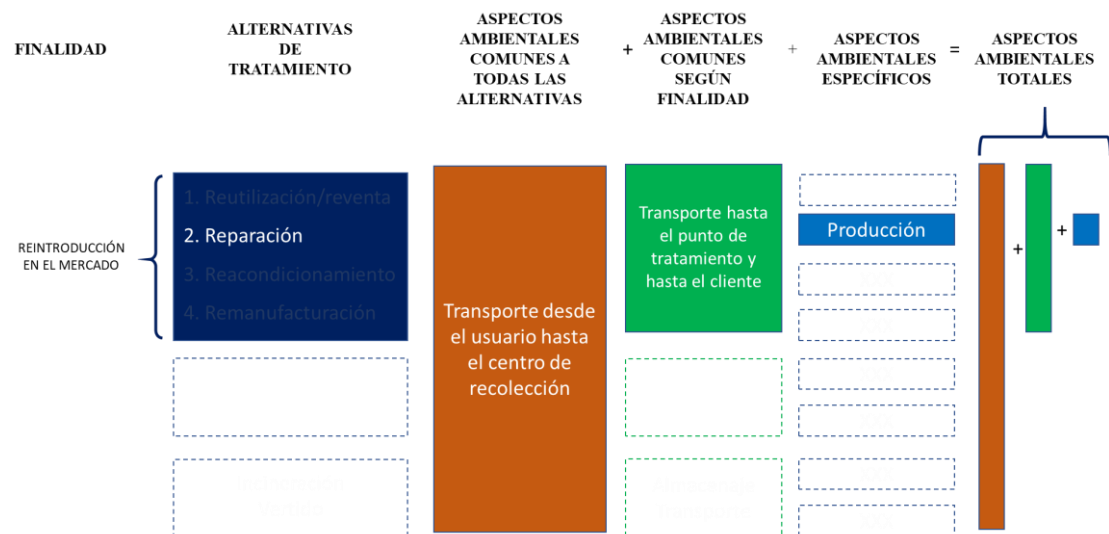 FINALIDAD
ALTERNATIVAS
DE
TRATAMIENTO
ASPECTOS
AMBIENTALES
COMUNES A
TODAS LAS
ALTERNATIVAS
+
ASPECTOS
AMBIENTALES
COMUNES
SEGÚN
FINALIDAD
+
ASPECTOS
AMBIENTALES
ESPECÍFICOS
=
ASPECTOS
AMBIENTALES
TOTALES
REINTRODUCCIÓN
EN EL MERCADO
1. Reutilización/reventa
2. Reparación
3. Reacondicionamiento
4. Remanufacturación
Transporte desde
el usuario hasta
el centro de
recolección
Transporte hasta
el punto de
tratamiento y
hasta el cliente
Producción
+
+